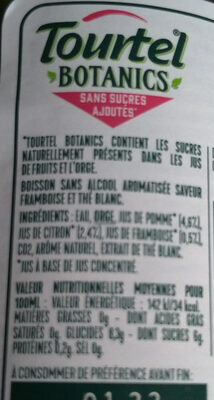 Tourtel
BOTANICS
SANS SUCRES
AJOUTÉS*
*TOURTEL BOTANICS CONTIENT LES SUCRES
NATURELLEMENT PRÉSENTS DANS LES JUS
DE FRUITS ET L'ORGE.
BOISSON SANS ALCOOL AROMATISÉE SAVEUR
FRAMBOISE ET THÉ BLANC.
INGRÉDIENTS : EAU, ORGE, JUS DE POMME* (4,6%),
JUS DE CITRON* (2,4%), JUS DE FRAMBOISE* (0,5%),
CO2, ARÔME NATUREL, EXTRAIT DE THÉ BLANC.
*JUS À BASE DE JUS CONCENTRÉ.
VALEUR NUTRITIONNELLES MOYENNES POUR
100ML : VALEUR ÉNERGÉTIQUE : 142 kJ/34 kcal,
MATIÈRES GRASSES 0g - DONT ACIDES GRAS
SATURÉS 0g, GLUCIDES 8,3g - DONT SUCRES 6g,
PROTÉINES 0,2g, SEL 0g.
À CONSOMMER DE PRÉFÉRENCE AVANT FIN: